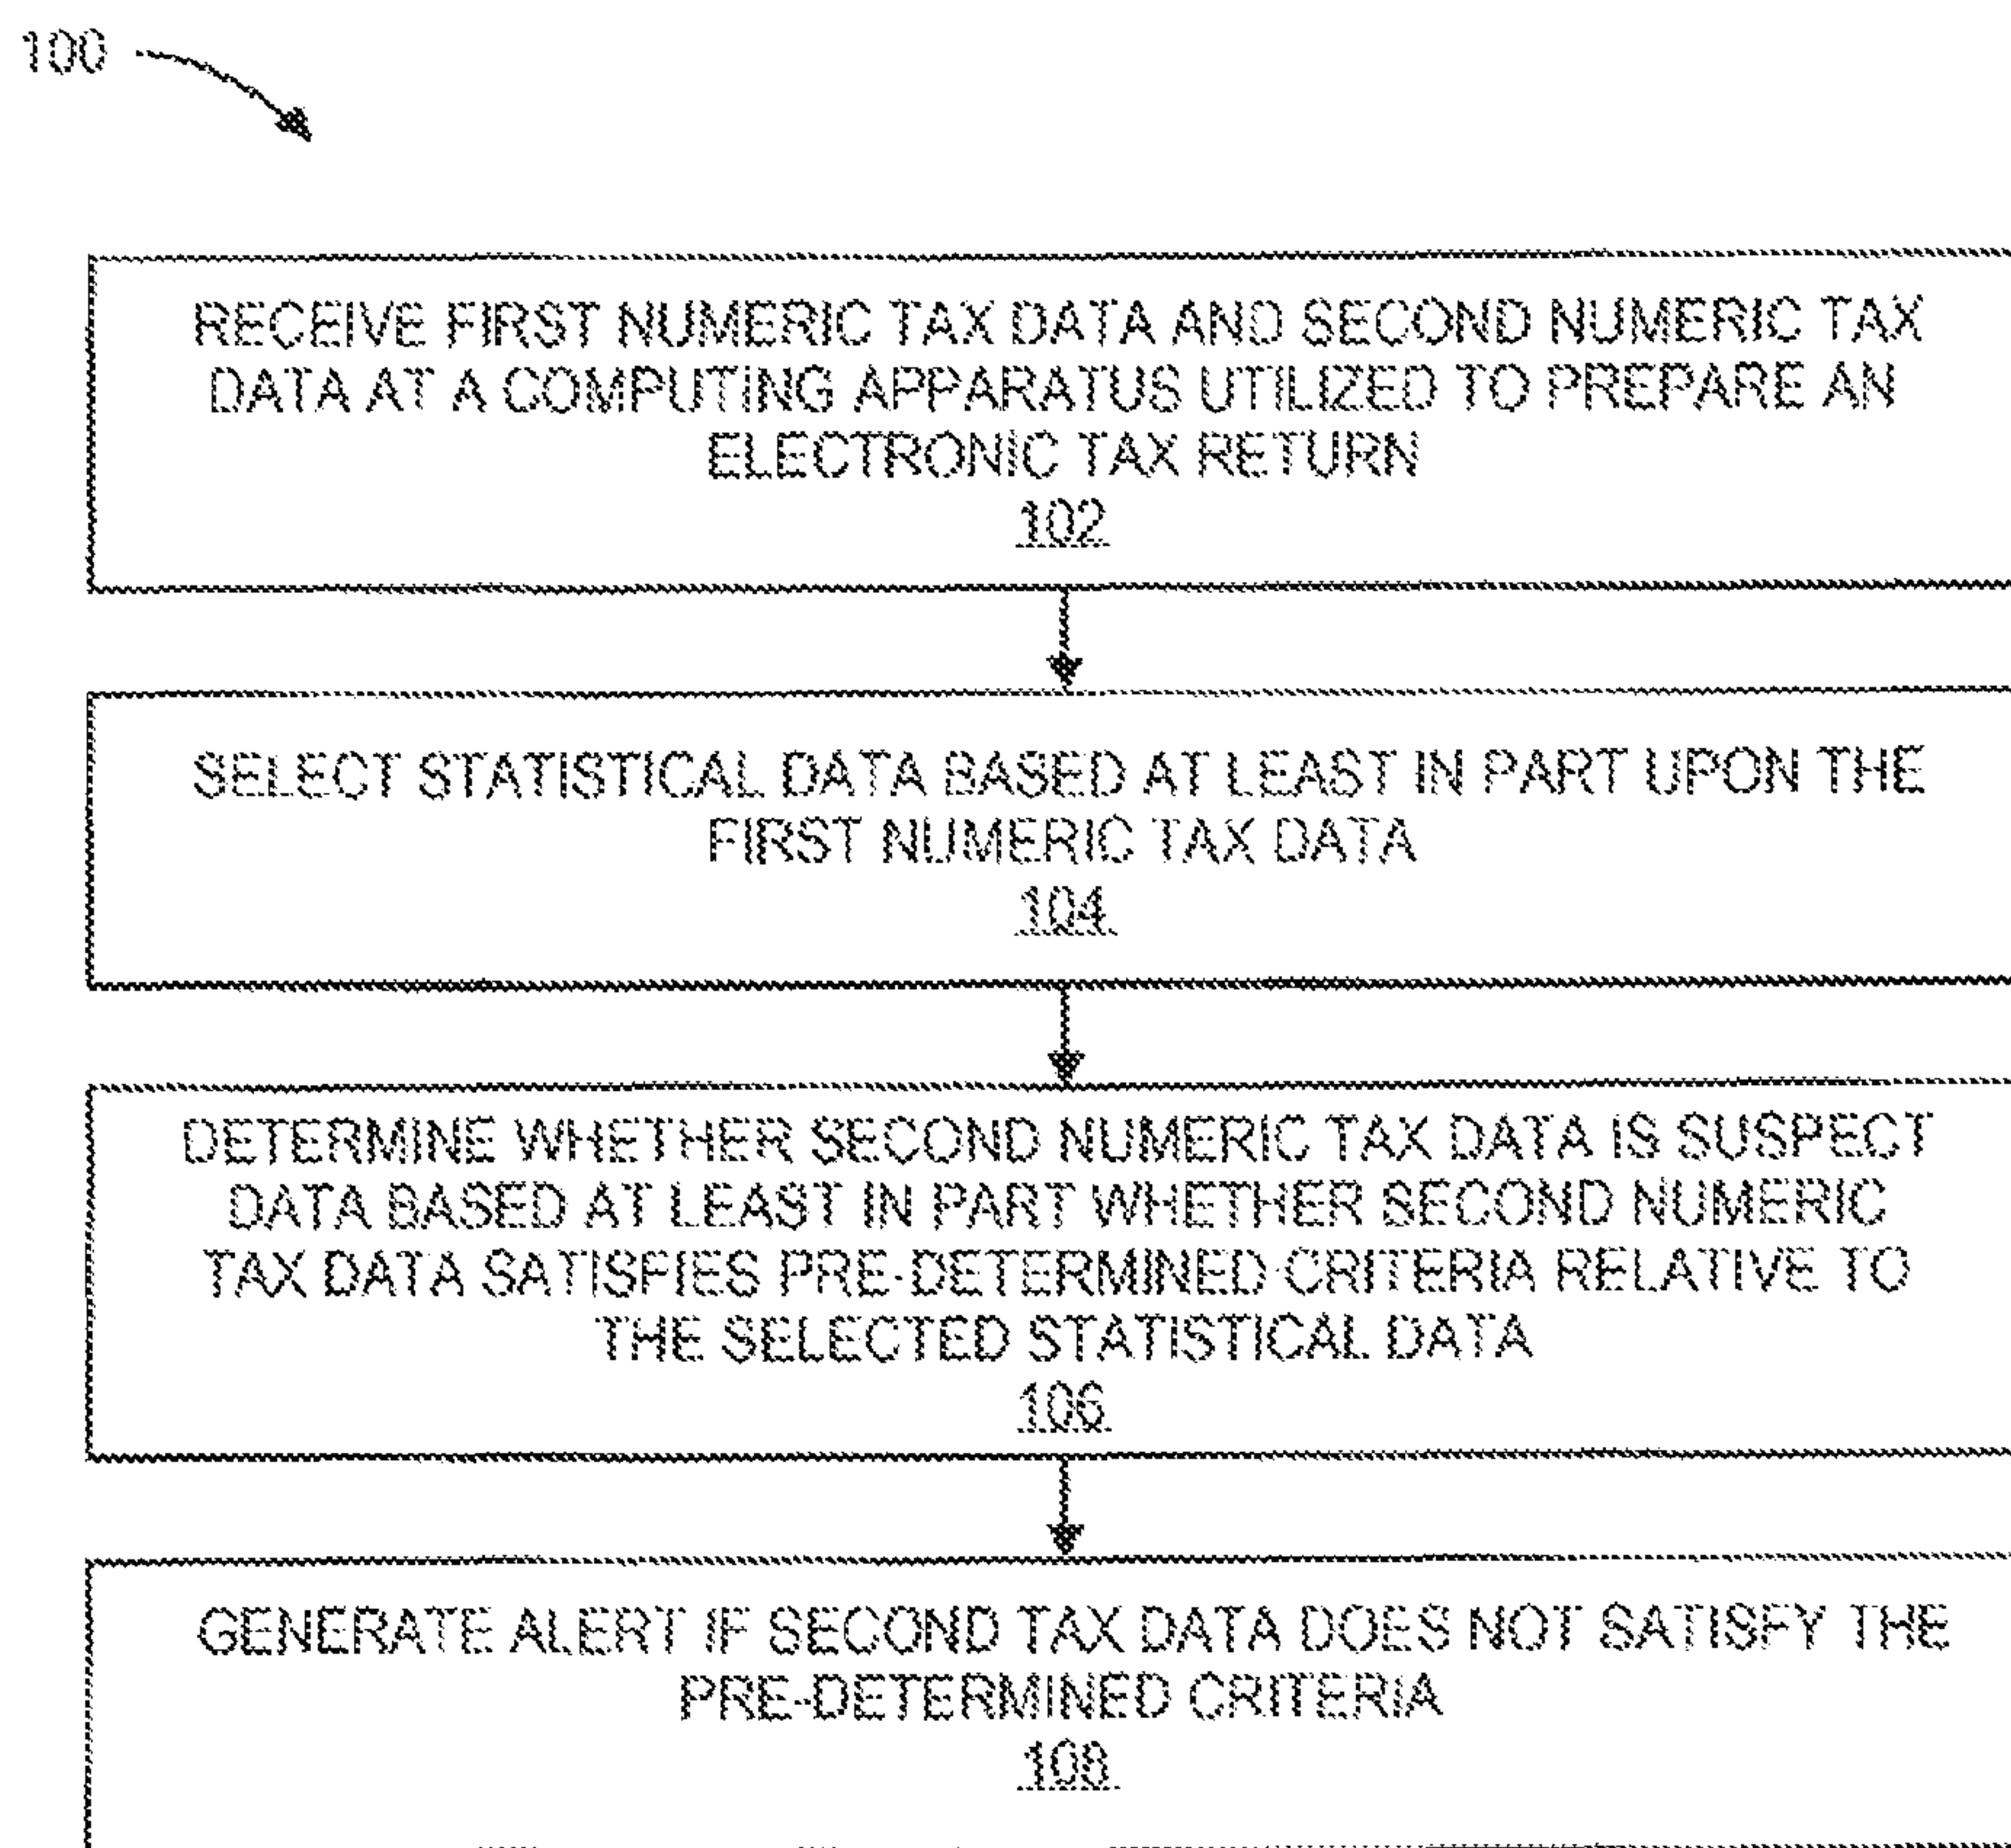 100
RECEIVE FIRST NUMERIC TAX DATA AND SECOND NUMERIC TAX
DATA AT A COMPUTING APPARATUS UTILIZED TO PREPARE AN
ELECTRONIC TAX RETURN
102
SELECT STATISTICAL DATA BASED AT LEAST IN PART UPON THE
FIRST NUMERIC TAX DATA
104
DETERMINE WHETHER SECOND NUMERIC TAX DATA IS SUSPECT
DATA BASED AT LEAST IN PART WHETHER SECOND NUMERIC
TAX DATA SATISFIES PRE-DETERMINED CRITERIA RELATIVE TO
THE SELECTED STATISTICAL DATA
106
GENERATE ALERT IF SECOND TAX DATA DOES NOT SATISFY THE
PRE-DETERMINED CRITERIA
108